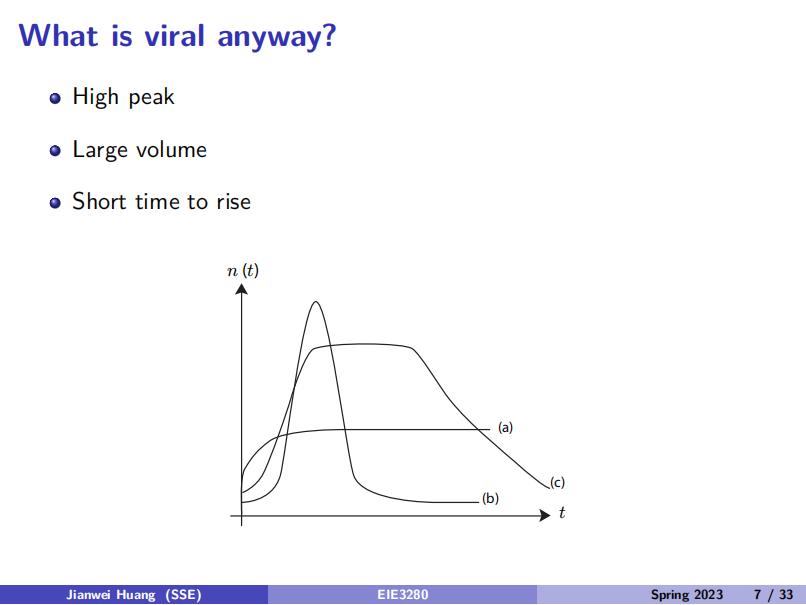 What is viral anyway?
High peak
Large volume
Short time to rise
n (t)
(a)
(c)
(b)
t
Jianwei Huang (SSE) EIE3280 Spring 2023 7 / 33